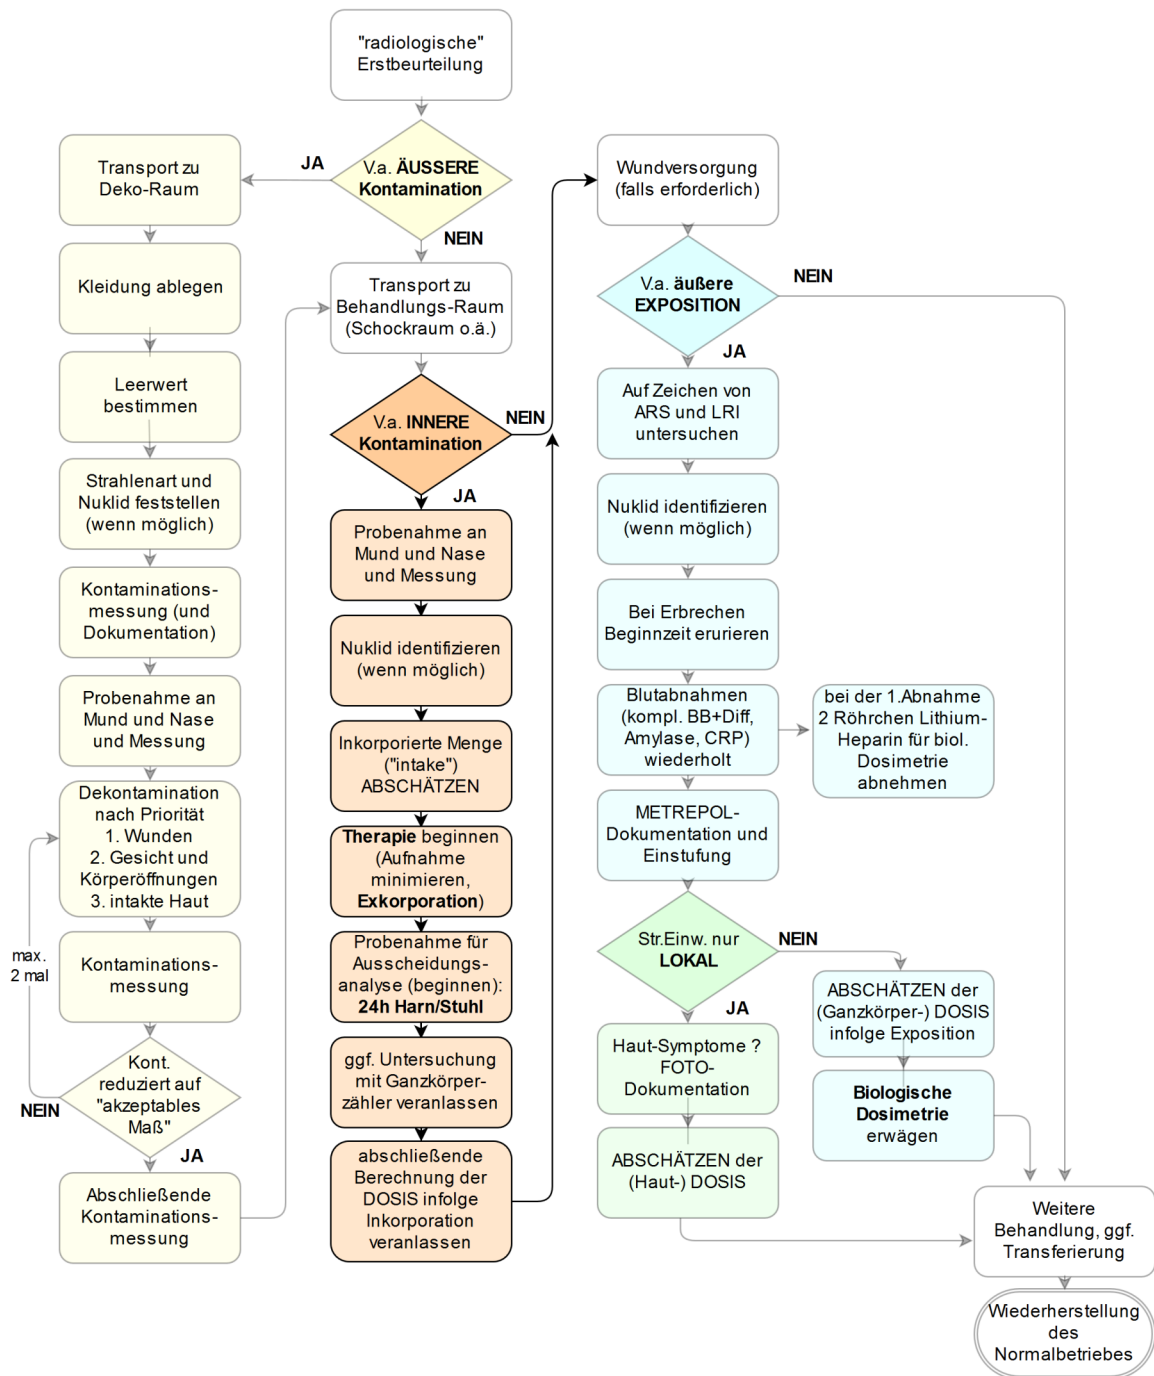 "radiologische"
Erstbeurteilung
V.a. ÄUSSERE
Kontamination
JA
NEIN
Transport zu
Deko-Raum
Kleidung ablegen
Leerwert
bestimmen
Strahlenart und
Nuklid feststellen
(wenn möglich)
Kontaminations-
messung (und
Dokumentation)
Probenahme an
Mund und Nase
und Messung
Dekontamination
nach Priorität
1. Wunden
2. Gesicht und
Körperöffnungen
3. intakte Haut
max.
2 mal
Kontaminations-
messung
Kont.
reduziert auf
"akzeptables
Maß"
NEIN
JA
Abschließende
Kontaminations-
messung
Transport zu
Behandlungs-Raum
(Schockraum o.ä.)
V.a. INNERE
Kontamination
NEIN
JA
Probenahme an
Mund und Nase
und Messung
Nuklid identifizieren
(wenn möglich)
Inkorporierte Menge
("intake")
ABSCHÄTZEN
Therapie beginnen
(Aufnahme
minimieren,
Exkorporation)
Probenahme für
Ausscheidungs-
analyse (beginnen):
24h Harn/Stuhl
ggf. Untersuchung
mit Ganzkörper-
zähler veranlassen
abschließende
Berechnung der
DOSIS infolge
Inkorporation
veranlassen
Wundversorgung
(falls erforderlich)
V.a. äußere
EXPOSITION
NEIN
JA
Auf Zeichen von
ARS und LRI
untersuchen
Nuklid identifizieren
(wenn möglich)
Bei Erbrechen
Beginnzeit erurieren
Blutabnahmen
(kompl. BB+Diff,
Amylase, CRP)
wiederholt
bei der 1.Abnahme
2 Röhrchen Lithium-
Heparin für biol.
Dosimetrie
abnehmen
METREPOL-
Dokumentation und
Einstufung
Str.Einw. nur
LOKAL
NEIN
JA
Haut-Symptome ?
FOTO-
Dokumentation
ABSCHÄTZEN der
(Haut-) DOSIS
ABSCHÄTZEN der
(Ganzkörper-) DOSIS
infolge Exposition
Biologische
Dosimetrie
erwägen
Weitere
Behandlung, ggf.
Transferierung
Wiederherstellung
des
Normalbetriebes